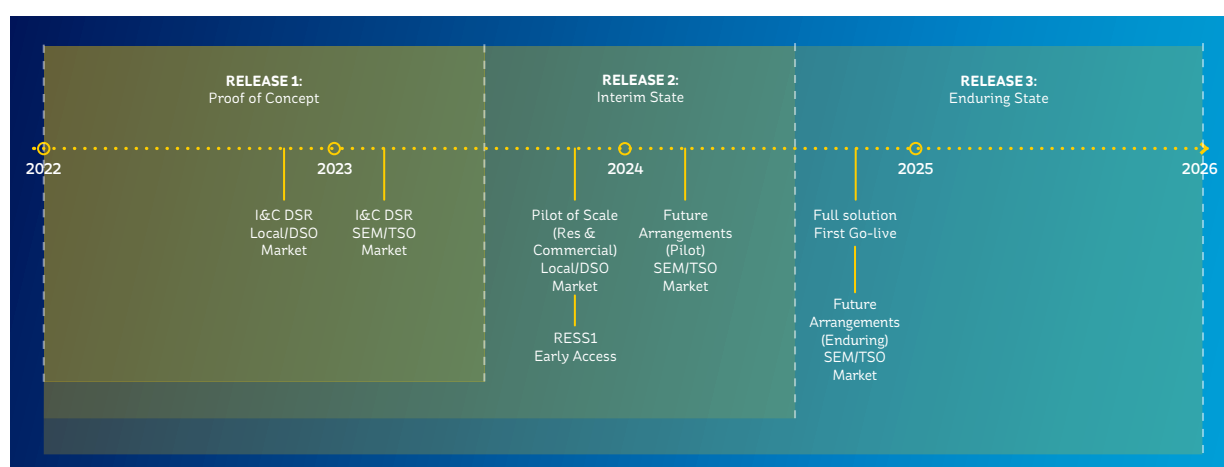 RELEASE 1:
Proof of Concept
RELEASE 2:
Interim State
RELEASE 3:
Enduring State
2022
2023
2024
2025
2026
I&C DSR
Local/DSO
Market
I&C DSR
SEM/TSO
Market
Pilot of Scale
(Res &
Commercial)
Local/DSO
Market
RESS1
Early Access
Future
Arrangements
(Pilot)
SEM/TSO
Market
Full solution
First Go-live
Future
Arrangements
(Enduring)
SEM/TSO
Market